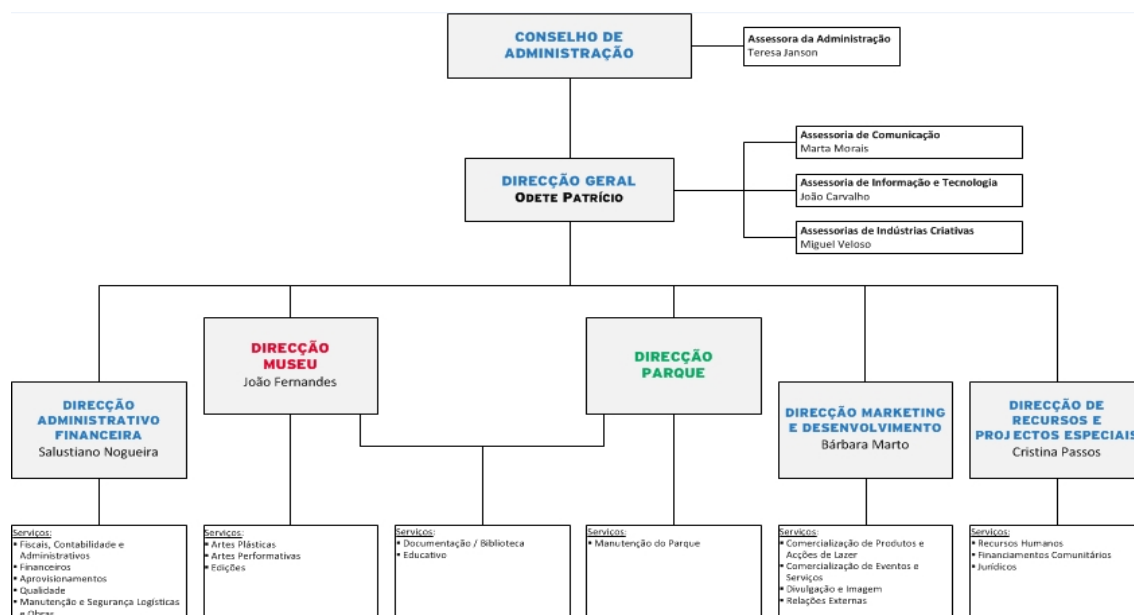 CONSELHO DE
ADMINISTRAÇÃO
Assessora da Administração
Teresa Janson
Assessoria de Comunicação
Marta Morais
DIRECÇÃO GERAL
ODETE PATRÍCIO
Assessoria de Informação e Tecnologia
João Carvalho
Assessorias de Indústrias Criativas
Miguel Veloso
DIRECÇÃO
MUSEU
João Fernandes
DIRECÇÃO
PARQUE
DIRECÇÃO
ADMINISTRATIVO
FINANCEIRA
Salustiano Nogueira
DIRECÇÃO MARKETING
E DESENVOLVIMENTO
Bárbara Marto
DIRECÇÃO DE
RECURSOS E
PROJECTOS ESPECIAIS
Cristina Passos
Serviços:
▪ Fiscais, Contabilidade e
Administrativos
▪ Financeiros
▪ Aprovisionamentos
▪ Qualidade
▪ Manutenção e Segurança Logísticas
e Obras
Serviços:
▪ Artes Plásticas
▪ Artes Performativas
▪ Edições
Serviços:
▪ Documentação / Biblioteca
▪ Educativo
Serviços:
▪ Manutenção do Parque
Serviços:
▪ Comercialização de Produtos e
Acções de Lazer
▪ Comercialização de Eventos e
Serviços
▪ Divulgação e Imagem
▪ Relações Externas
Serviços:
▪ Recursos Humanos
▪ Financiamentos Comunitários
▪ Jurídicos